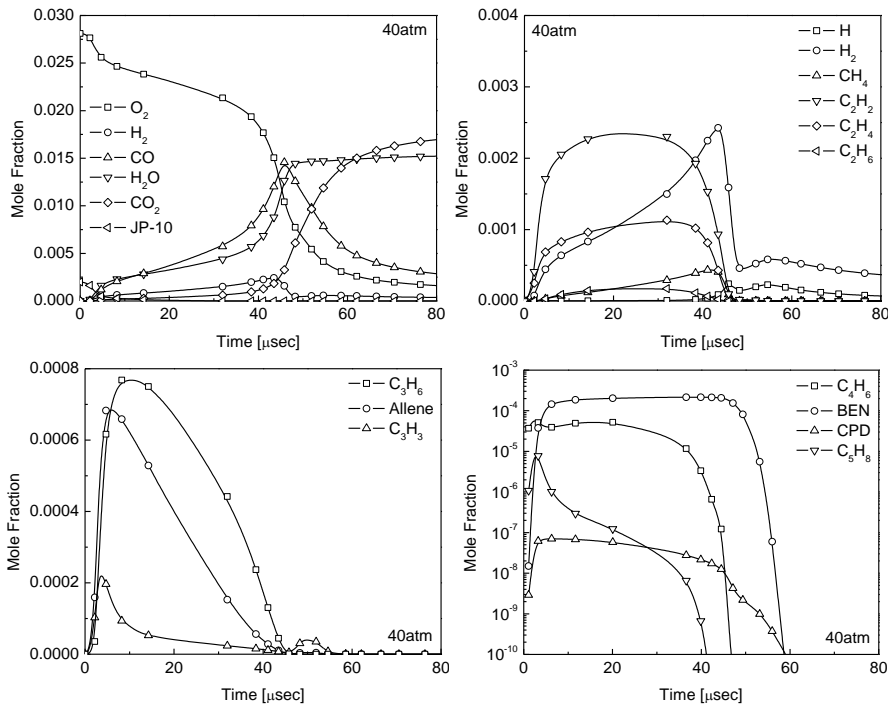 40atm
0.030
0.025
0.020
0.015
0.010
0.005
0.000
Mole Fraction
O₂
H₂
CO
H₂O
CO₂
JP-10
0 20 40 60 80
Time [μsec]
40atm
0.004
0.003
0.002
0.001
0.000
Mole Fraction
H
H₂
CH₄
C₂H₂
C₂H₄
C₂H₆
0 20 40 60 80
Time [μsec]
0.0008
0.0006
0.0004
0.0002
0.0000
Mole Fraction
C₃H₆
Allene
C₃H₃
40atm
0 20 40 60 80
Time [μsec]
10⁻³
10⁻⁴
10⁻⁵
10⁻⁶
10⁻⁷
10⁻⁸
10⁻⁹
10⁻¹⁰
Mole Fraction
C₄H₆
BEN
CPD
C₅H₈
40atm
0 20 40 60 80
Time [μsec]